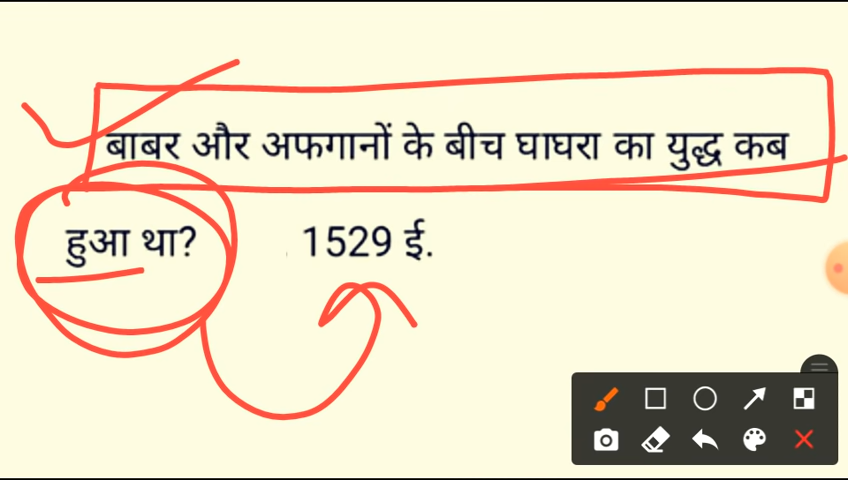 बाबर और अफगानों के बीच घाघरा का युद्ध कब
हुआ था? 1529 ई.